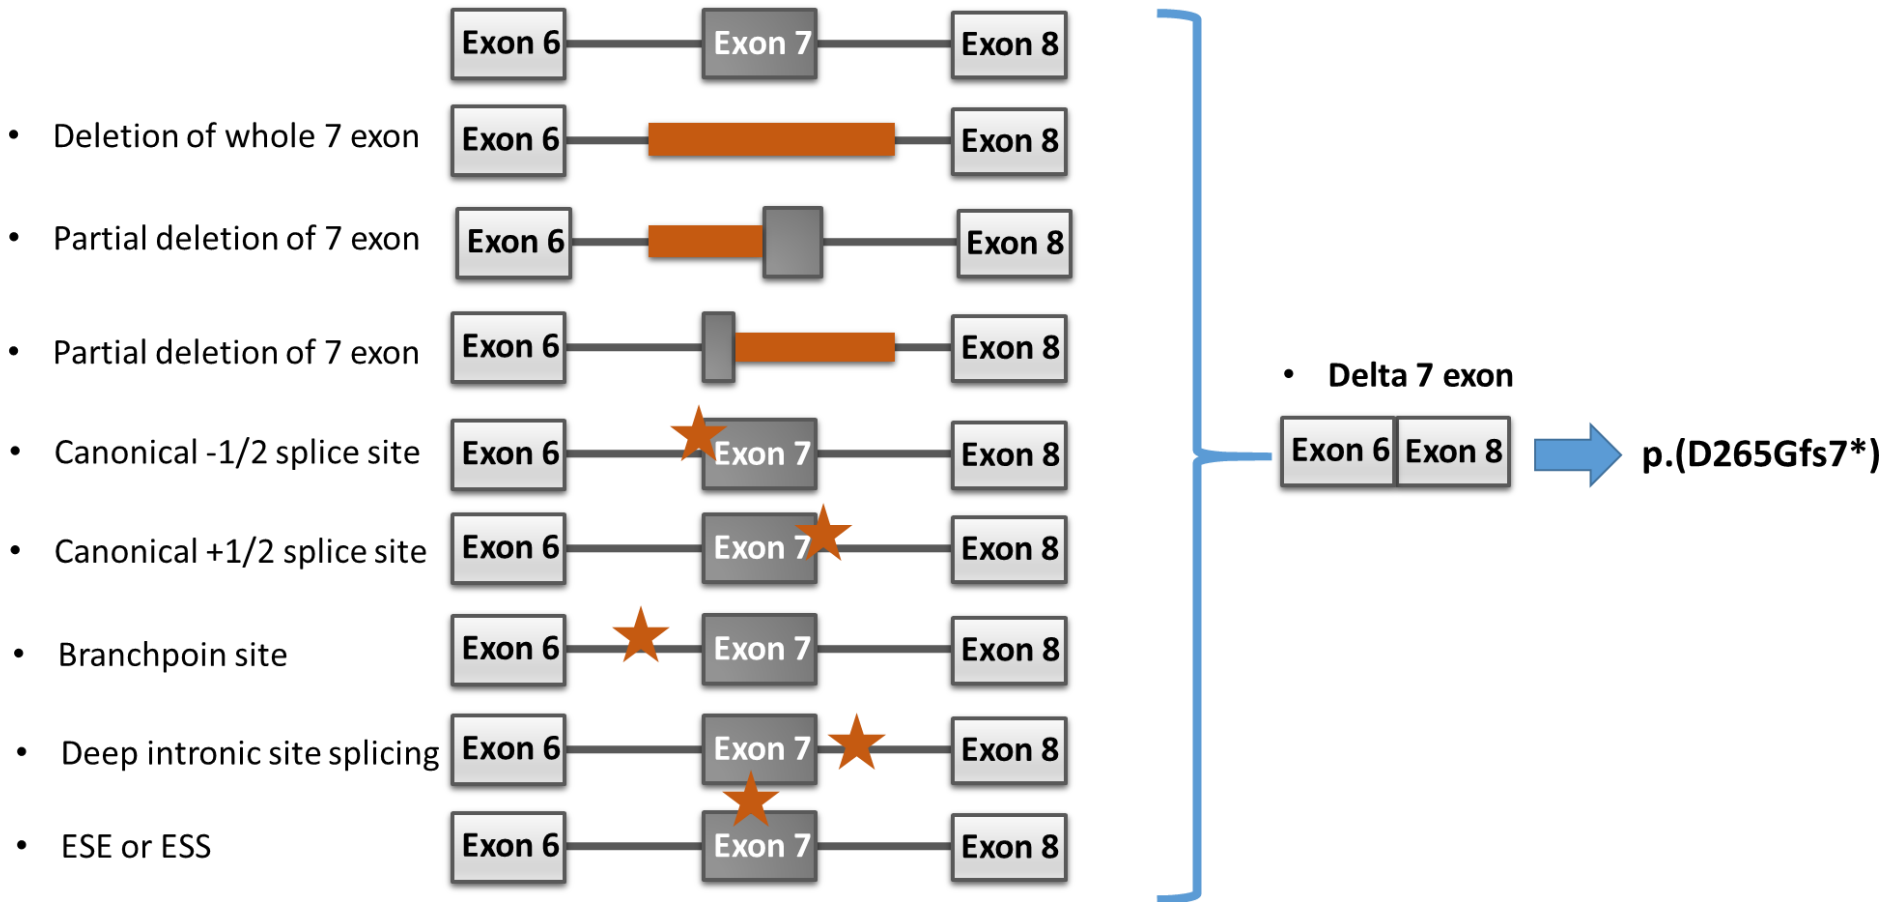 Exon 6 Exon 7 Exon 8
• Deletion of whole 7 exon Exon 6 Exon 8
• Partial deletion of 7 exon Exon 6 Exon 8
• Partial deletion of 7 exon Exon 6 Exon 8
• Canonical -1/2 splice site Exon 6 Exon 7 Exon 8
• Canonical +1/2 splice site Exon 6 Exon 7 Exon 8
• Branchpoin site Exon 6 Exon 7 Exon 8
• Deep intronic site splicing Exon 6 Exon 7 Exon 8
• ESE or ESS Exon 6 Exon 7 Exon 8
• Delta 7 exon
Exon 6 Exon 8 p.(D265Gfs7*)